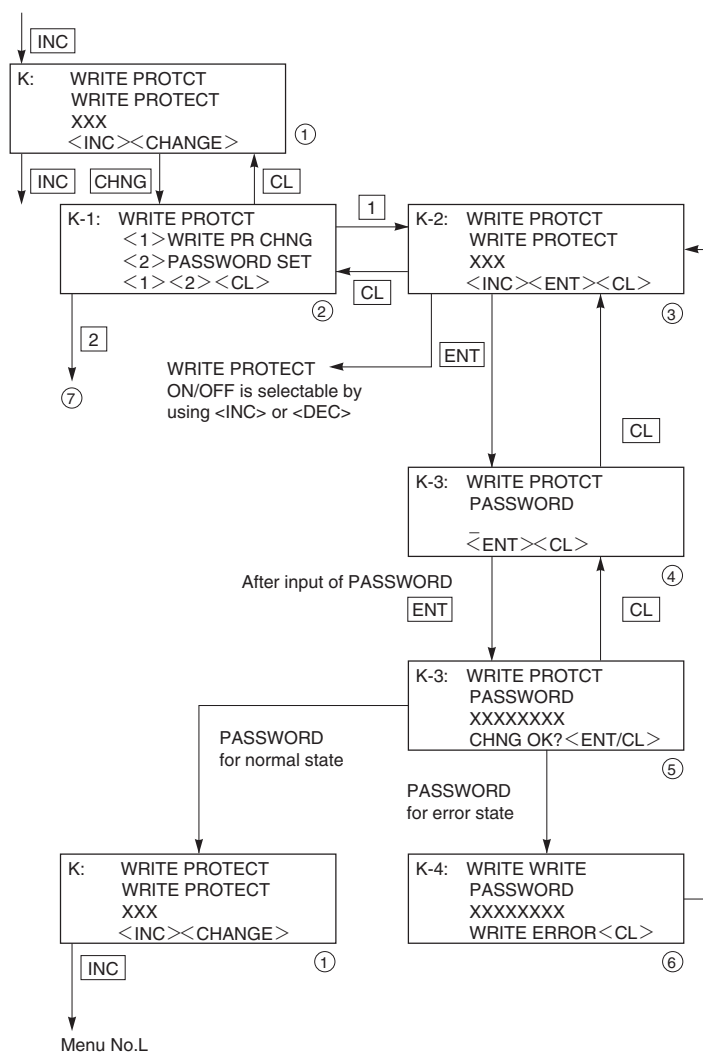 INC
K: WRITE PROTCT
WRITE PROTECT
XXX
<INC><CHANGE>
①
INC
CHNG
CL
K-1: WRITE PROTCT
<1>WRITE PR CHNG
<2>PASSWORD SET
<1><2><CL>
②
1
CL
K-2: WRITE PROTCT
WRITE PROTECT
XXX
<INC><ENT><CL>
③
2
⑦
WRITE PROTECT
ON/OFF is selectable by
using <INC> or <DEC>
ENT
CL
K-3: WRITE PROTCT
PASSWORD
_
<ENT><CL>
④
After input of PASSWORD
ENT
CL
K-3: WRITE PROTCT
PASSWORD
XXXXXXXX
CHNG OK?<ENT/CL>
⑤
PASSWORD
for normal state
PASSWORD
for error state
K: WRITE PROTECT
WRITE PROTECT
XXX
<INC><CHANGE>
①
K-4: WRITE WRITE
PASSWORD
XXXXXXXX
WRITE ERROR<CL>
⑥
INC
Menu No.L